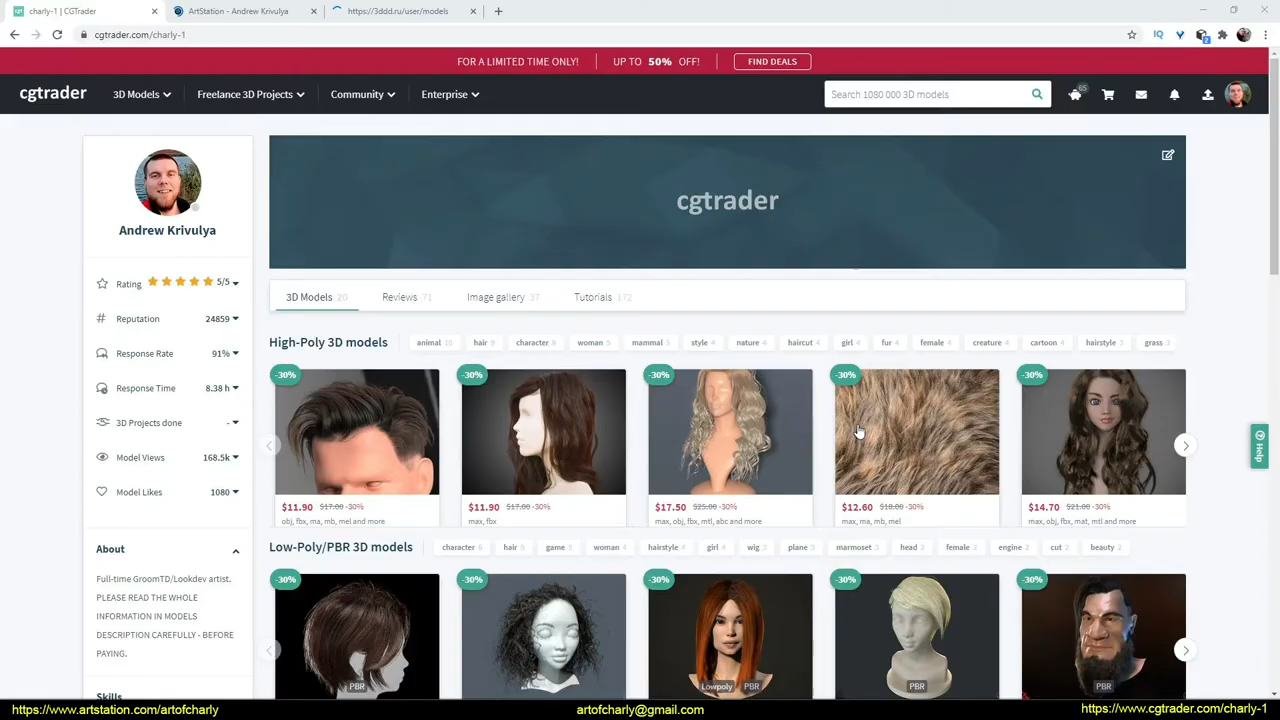 charly-1 | CGTrader
ArtStation - Andrew Krivulya
https://3ddd.ru/user/models
cgtrader.com/charly-1
FOR A LIMITED TIME ONLY! UP TO 50% OFF! FIND DEALS
cgtrader 3D Models Freelance 3D Projects Community Enterprise Search 1080 000 3D models 65
Andrew Krivulya
Rating 5/5
Reputation 24859
Response Rate 91%
Response Time 8.38 h
3D Projects done -
Model Views 168.5k
Model Likes 1080
About
Full-time GroomTD/Lookdev artist.
PLEASE READ THE WHOLE
INFORMATION IN MODELS
DESCRIPTION CAREFULLY - BEFORE
PAYING.
Skills
cgtrader
3D Models 20 Reviews 71 Image gallery 37 Tutorials 172
High-Poly 3D models animal 10 hair 9 character 8 woman 5 mammal 5 style 4 nature 4 haircut 4 girl 4 fur 4 female 4 creature 4 cartoon 4 hairstyle 3 grass 3
-30% -30% -30% -30% -30%
$11.90 $17.00 -30% $11.90 $17.00 -30% $17.50 $25.00 -30% $12.60 $18.00 -30% $14.70 $21.00 -30%
obj, fbx, ma, mb, mel and more max, fbx max, obj, fbx, mtl, abc and more max, ma, mb, mel max, obj, fbx, mat, mtl and more
Low-Poly/PBR 3D models character 6 hair 5 game 5 woman 4 hairstyle 4 girl 4 wig 3 plane 3 marmoset 3 head 2 female 2 engine 2 cut 2 beauty 2
-30% -30% -30% -30% -30%
PBR Lowpoly PBR PBR PBR
Help
https://www.artstation.com/artofcharly artofcharly@gmail.com https://www.cgtrader.com/charly-1